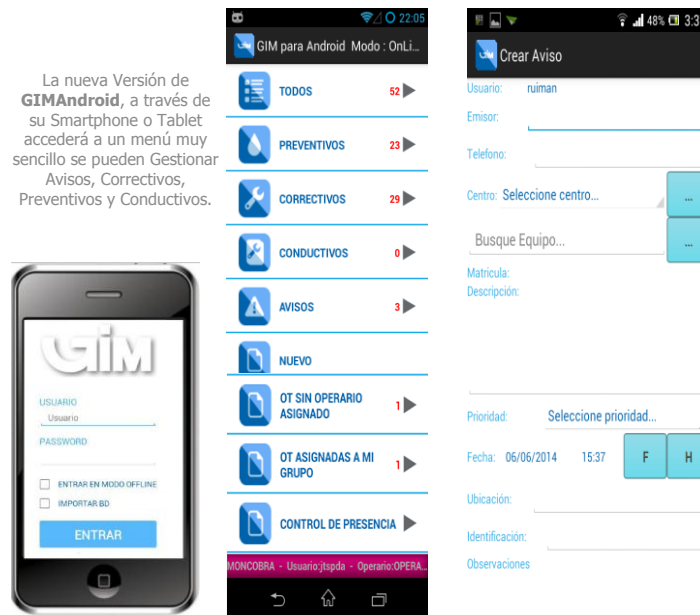 La nueva Versión de
GIMAndroid, a través de
su Smartphone o Tablet
accederá a un menú muy
sencillo se pueden Gestionar
Avisos, Correctivos,
Preventivos y Conductivos.
GiM
USUARIO
Usuario
PASSWORD
ENTRAR EN MODO OFFLINE
IMPORTAR BD
ENTRAR
22:05
GIM para Android Modo : OnLi...
TODOS 52
PREVENTIVOS 23
CORRECTIVOS 29
CONDUCTIVOS 0
AVISOS 3
NUEVO
OT SIN OPERARIO
ASIGNADO 1
OT ASIGNADAS A MI
GRUPO 1
CONTROL DE PRESENCIA
MONCOBRA - Usuario:jtspda - Operario:OPERA...
48% 3:3
Crear Aviso
Usuario: ruiman
Emisor:
Telefono:
Centro: Seleccione centro... ...
Busque Equipo... ...
Matricula:
Descripción:
Prioridad: Seleccione prioridad...
Fecha: 06/06/2014 15:37 F H
Ubicación:
Identificación:
Observaciones